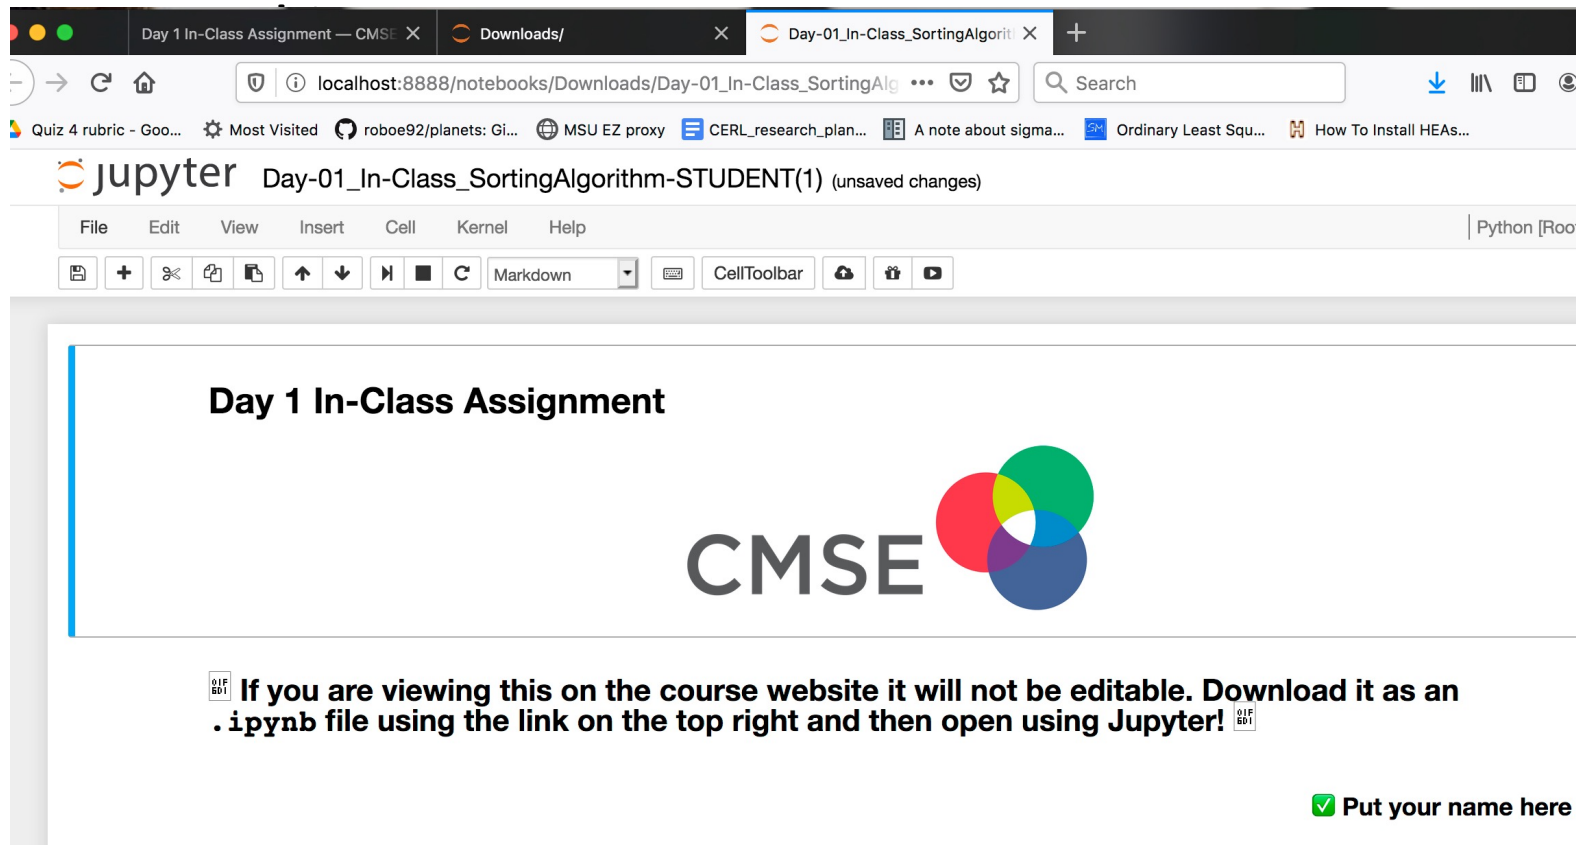 Day 1 In-Class Assignment — CMSE
Downloads/
Day-01_In-Class_SortingAlgorit
localhost:8888/notebooks/Downloads/Day-01_In-Class_SortingAlg
Search
Quiz 4 rubric - Goo...
Most Visited
roboe92/planets: Gi...
MSU EZ proxy
CERL_research_plan...
A note about sigma...
SM
Ordinary Least Squ...
How To Install HEAs...
jupyter Day-01_In-Class_SortingAlgorithm-STUDENT(1) (unsaved changes)
File Edit View Insert Cell Kernel Help
Python [Roo
Markdown
CellToolbar
Day 1 In-Class Assignment
CMSE
If you are viewing this on the course website it will not be editable. Download it as an
.ipynb file using the link on the top right and then open using Jupyter!
✅ Put your name here